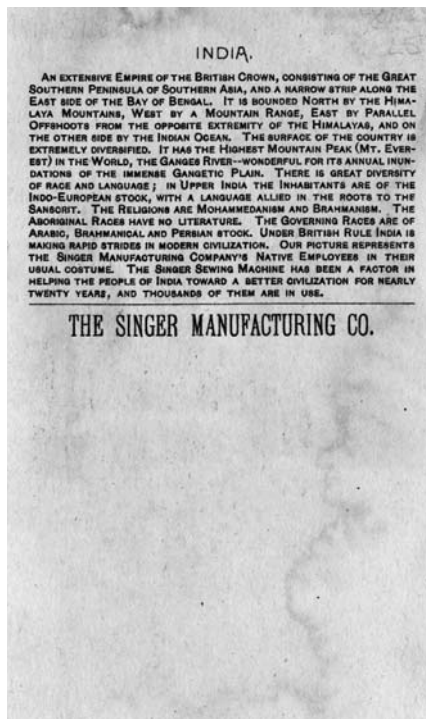 INDIA.
AN EXTENSIVE EMPIRE OF THE BRITISH CROWN, CONSISTING OF THE GREAT
SOUTHERN PENINSULA OF SOUTHERN ASIA, AND A NARROW STRIP ALONG THE
EAST SIDE OF THE BAY OF BENGAL. IT IS BOUNDED NORTH BY THE HIMA-
LAYA MOUNTAINS, WEST BY A MOUNTAIN RANGE, EAST BY PARALLEL
OFFSHOOTS FROM THE OPPOSITE EXTREMITY OF THE HIMALAYAS, AND ON
THE OTHER SIDE BY THE INDIAN OCEAN. THE SURFACE OF THE COUNTRY IS
EXTREMELY DIVERSIFIED. IT HAS THE HIGHEST MOUNTAIN PEAK (MT. EVER-
EST) IN THE WORLD, THE GANGES RIVER--WONDERFUL FOR ITS ANNUAL INUN-
DATIONS OF THE IMMENSE GANGETIC PLAIN. THERE IS GREAT DIVERSITY
OF RACE AND LANGUAGE; IN UPPER INDIA THE INHABITANTS ARE OF THE
INDO-EUROPEAN STOCK, WITH A LANGUAGE ALLIED IN THE ROOTS TO THE
SANSCRIT. THE RELIGIONS ARE MOHAMMEDANISM AND BRAHMANISM. THE
ABORIGINAL RACES HAVE NO LITERATURE. THE GOVERNING RACES ARE OF
ARABIC, BRAHMANICAL AND PERSIAN STOCK. UNDER BRITISH RULE INDIA IS
MAKING RAPID STRIDES IN MODERN CIVILIZATION. OUR PICTURE REPRESENTS
THE SINGER MANUFACTURING COMPANY'S NATIVE EMPLOYEES IN THEIR
USUAL COSTUME. THE SINGER SEWING MACHINE HAS BEEN A FACTOR IN
HELPING THE PEOPLE OF INDIA TOWARD A BETTER CIVILIZATION FOR NEARLY
TWENTY YEARS, AND THOUSANDS OF THEM ARE IN USE.
THE SINGER MANUFACTURING CO.